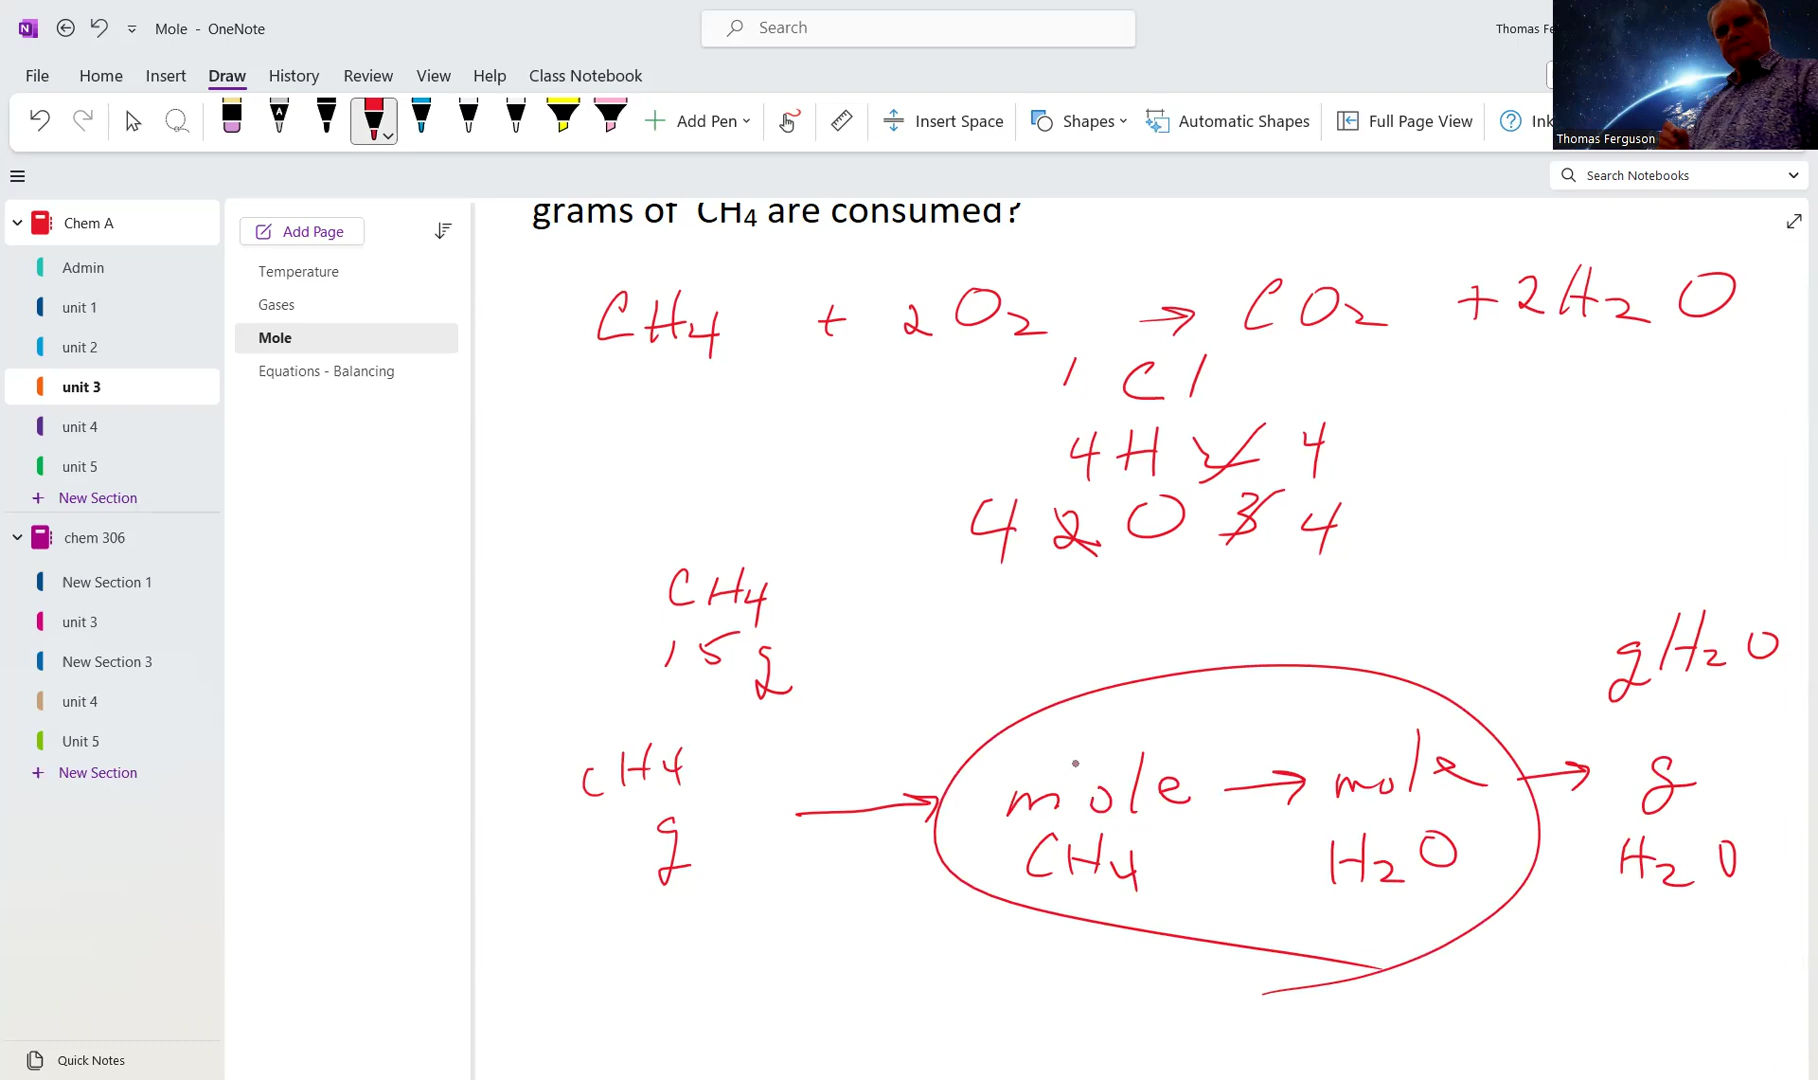 Mole - OneNote
Search
Thomas Fe
File Home Insert Draw History Review View Help Class Notebook
Add Pen
Insert Space
Shapes
Automatic Shapes
Full Page View
Ink
Thomas Ferguson
Search Notebooks
Chem A
Admin
unit 1
unit 2
unit 3
unit 4
unit 5
New Section
chem 306
New Section 1
unit 3
New Section 3
unit 4
Unit 5
New Section
Quick Notes
Add Page
Temperature
Gases
Mole
Equations - Balancing
grams of CH₄ are consumed?
CH₄ + 2O₂ → CO₂ + 2H₂O
1 C 1
4 H 4
4 2 O 3 4
CH₄
15 g
g H₂O
CH₄ → mole → mole → g
g CH₄ H₂O H₂O